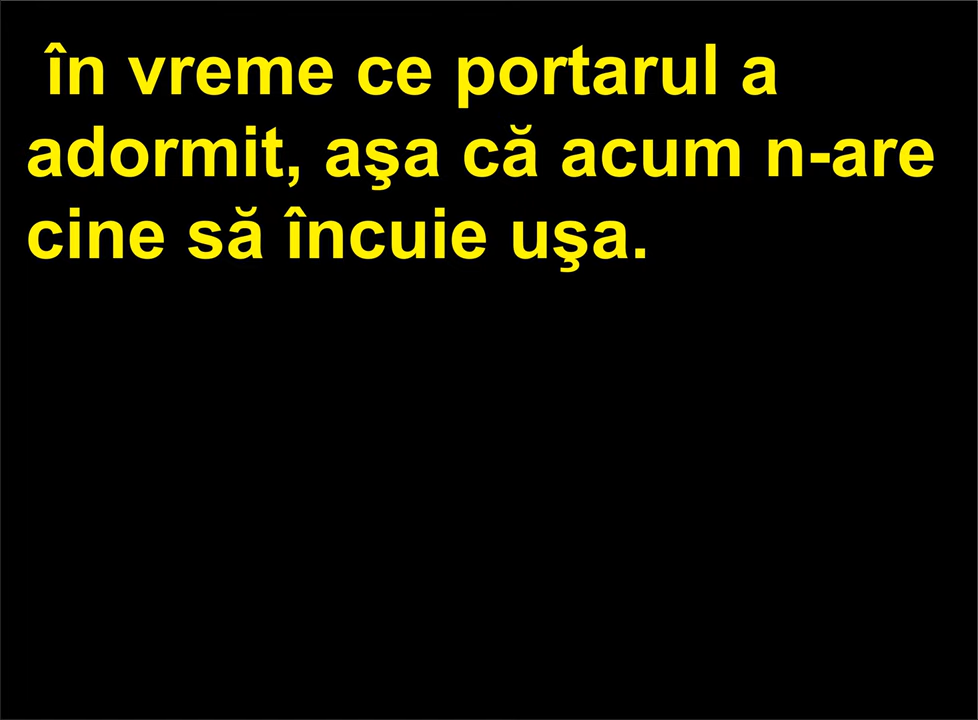 în vreme ce portarul a
adormit, aşa că acum n-are
cine să încuie uşa.